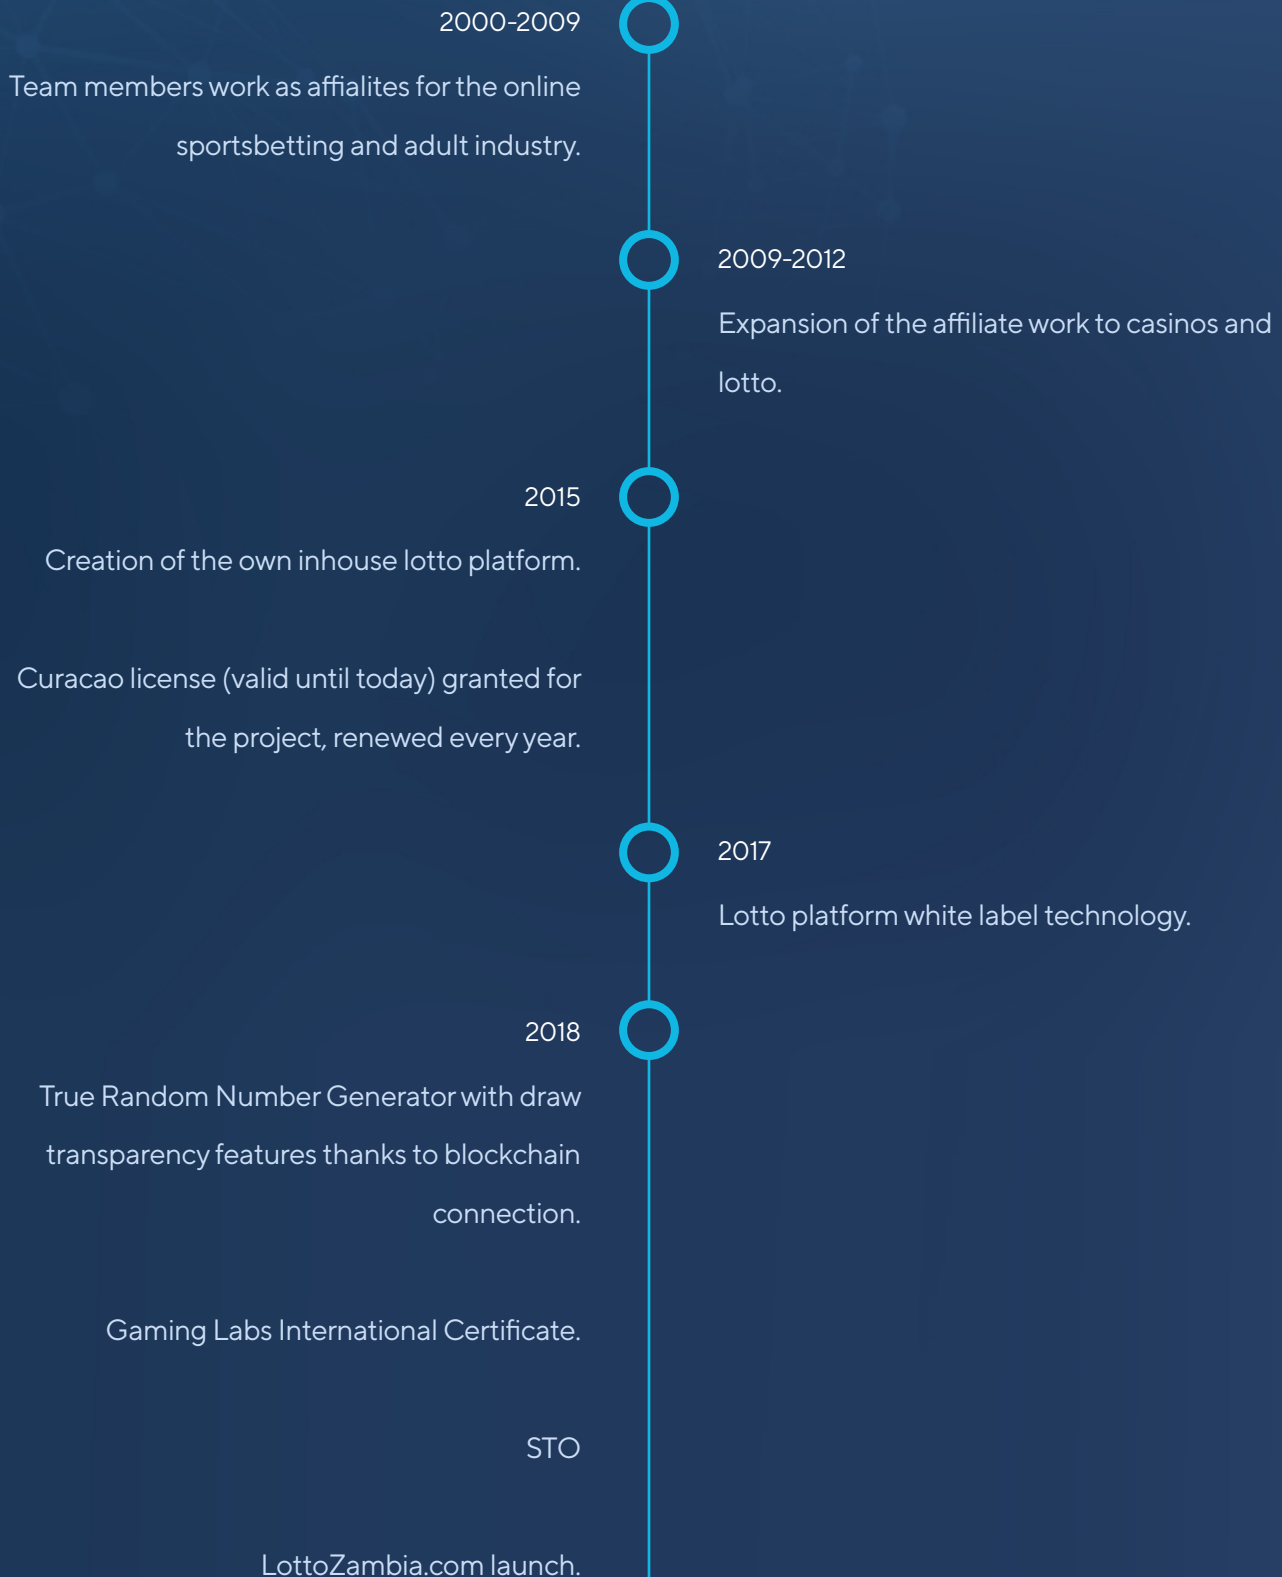 2000-2009
Team members work as affialites for the online
sportsbetting and adult industry.
2009-2012
Expansion of the affiliate work to casinos and
lotto.
2015
Creation of the own inhouse lotto platform.
Curacao license (valid until today) granted for
the project, renewed every year.
2017
Lotto platform white label technology.
2018
True Random Number Generator with draw
transparency features thanks to blockchain
connection.
Gaming Labs International Certificate.
STO
LottoZambia.com launch.